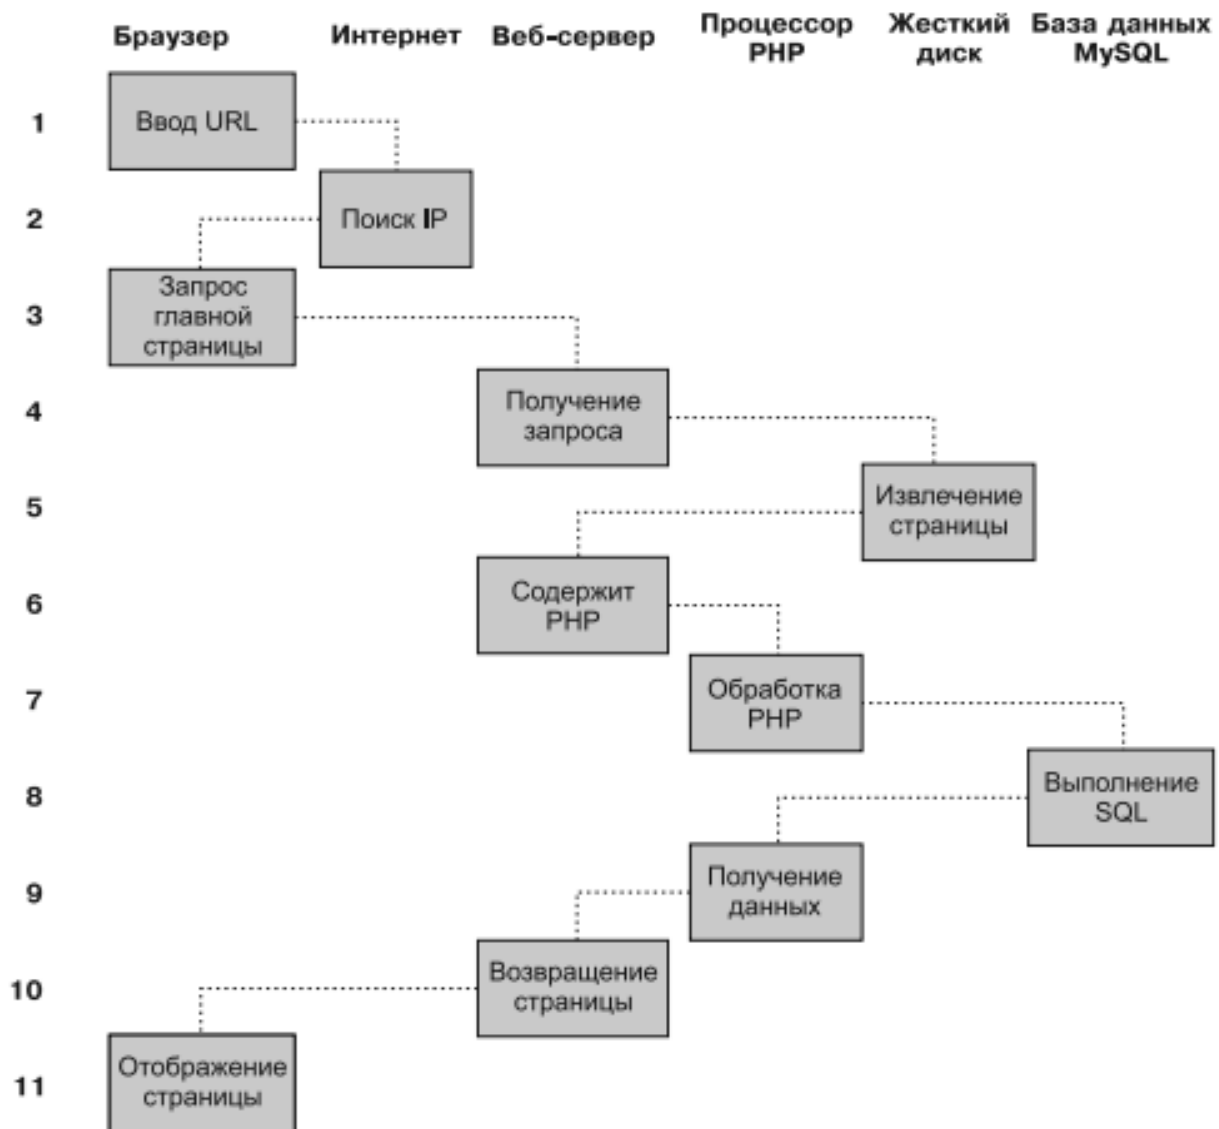 Браузер
Интернет
Веб-сервер
Процессор
PHP
Жесткий
диск
База данных
MySQL
1
Ввод URL
2
Поиск IP
3
Запрос
главной
страницы
4
Получение
запроса
5
Извлечение
страницы
6
Содержит
PHP
7
Обработка
PHP
8
Выполнение
SQL
9
Получение
данных
10
Возвращение
страницы
11
Отображение
страницы